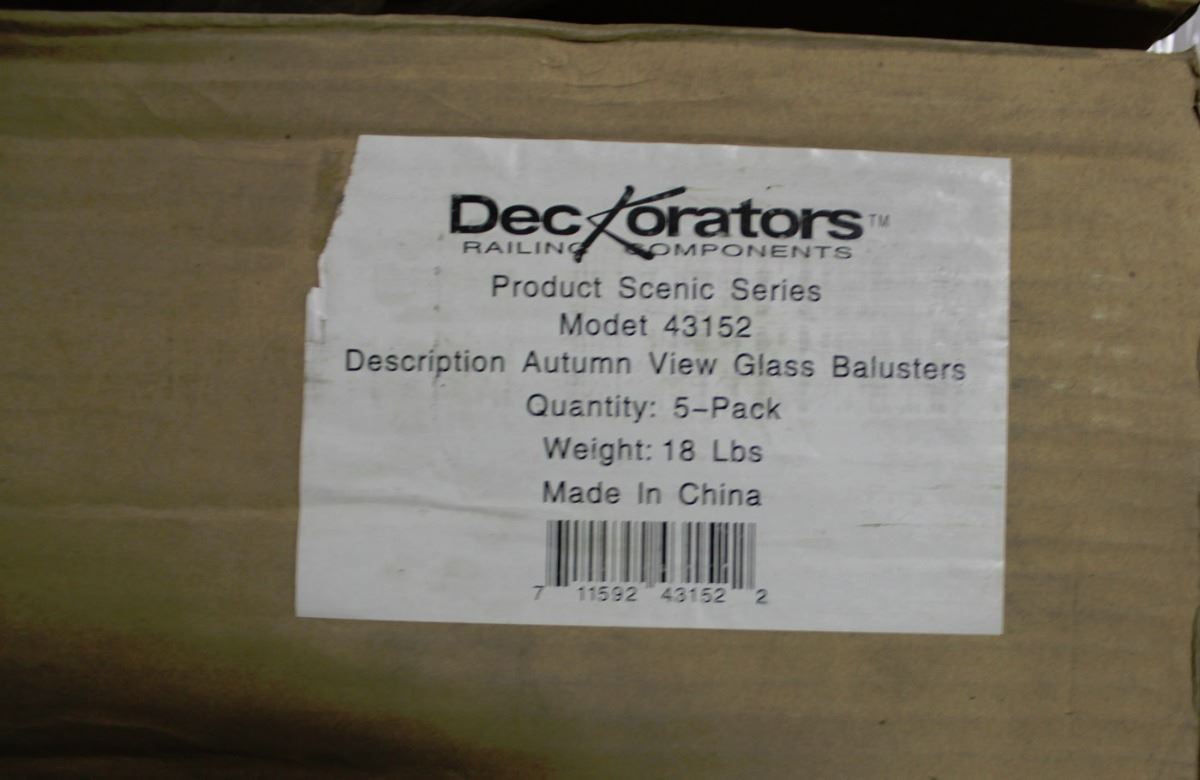 Deckorators™
RAILING COMPONENTS
Product Scenic Series
Modet 43152
Description Autumn View Glass Balusters
Quantity: 5-Pack
Weight: 18 Lbs
Made In China
7 11592 43152 2